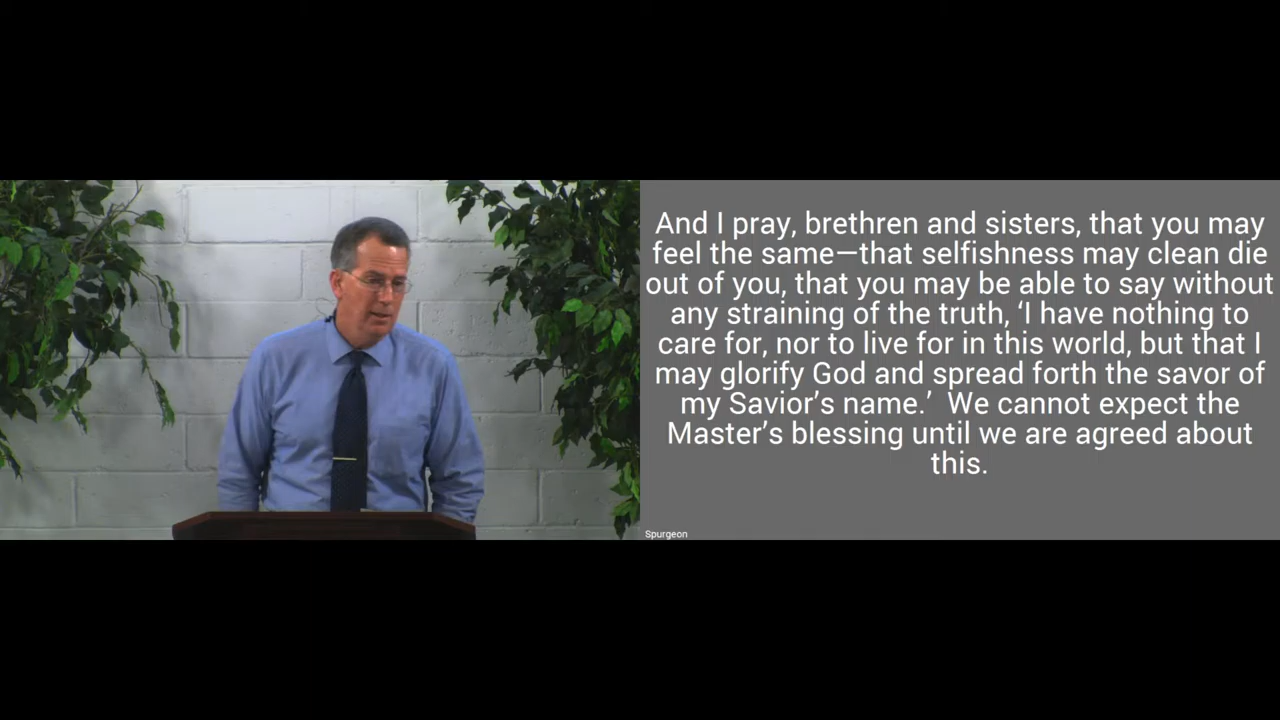 And I pray, brethren and sisters, that you may
feel the same—that selfishness may clean die
out of you, that you may be able to say without
any straining of the truth, ‘I have nothing to
care for, nor to live for in this world, but that I
may glorify God and spread forth the savor of
my Savior’s name.’  We cannot expect the
Master’s blessing until we are agreed about
this.
Spurgeon